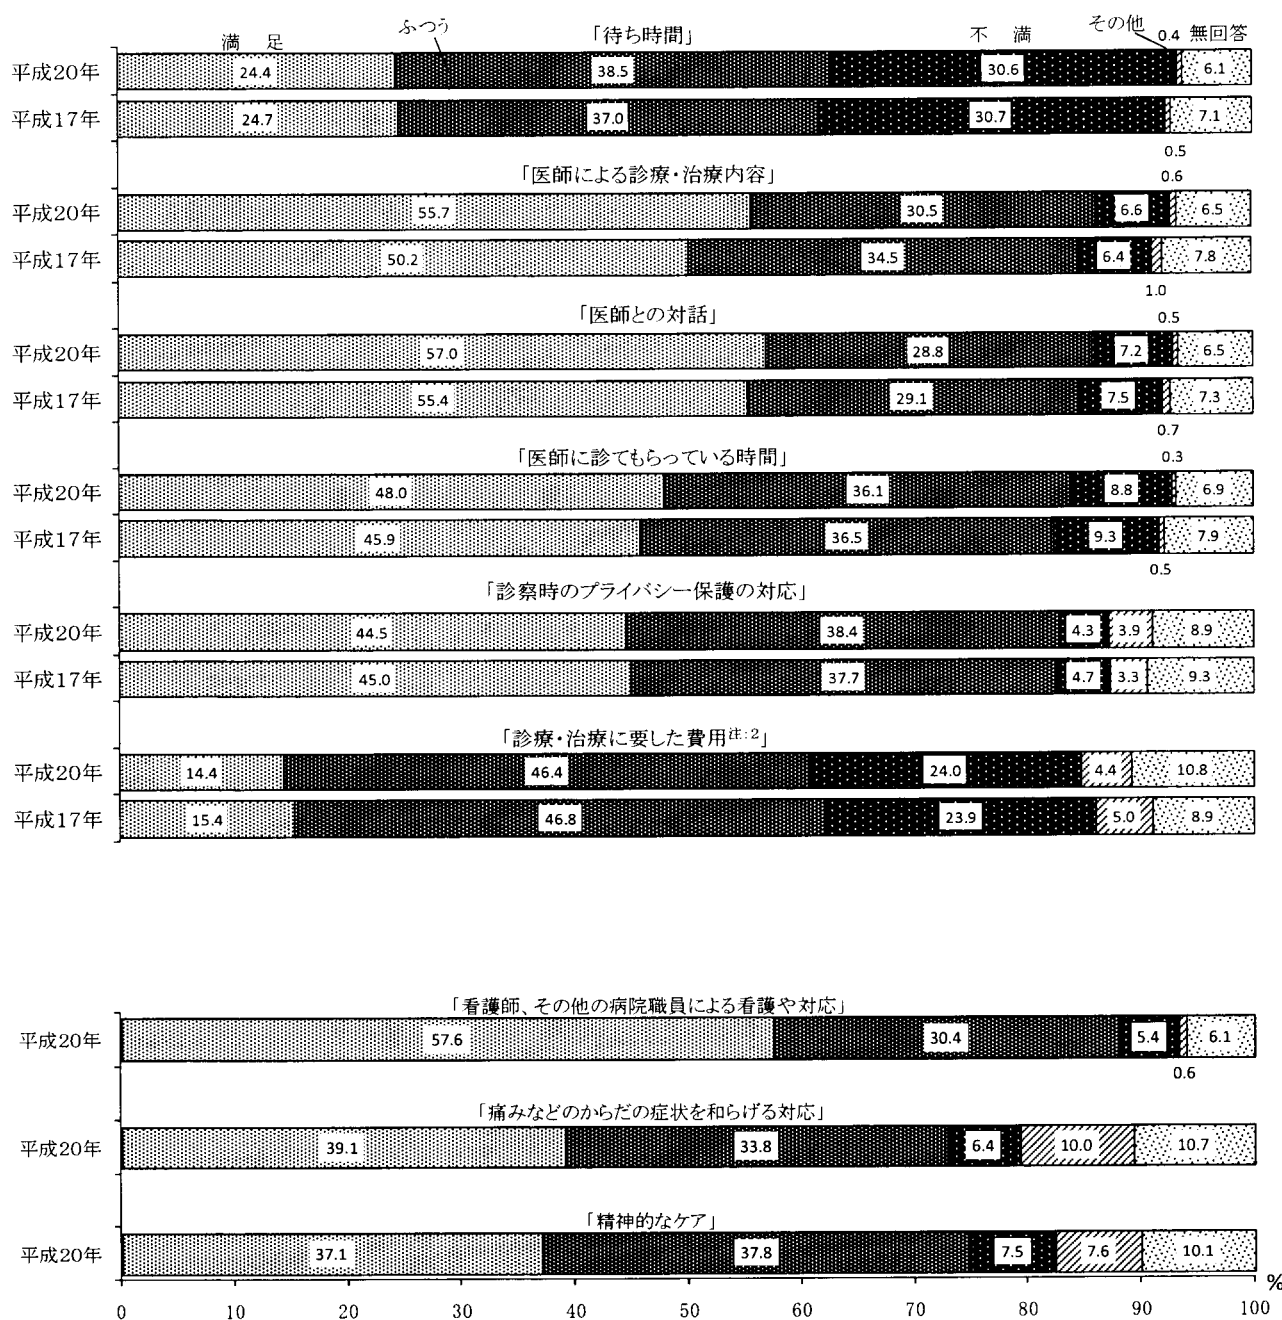 満 足 ふつう 「待ち時間」 不 満 その他 0.4 無回答
平成20年 24.4 38.5 30.6 6.1
平成17年 24.7 37.0 30.7 7.1
0.5
「医師による診療・治療内容」 0.6
平成20年 55.7 30.5 6.6 6.5
平成17年 50.2 34.5 6.4 7.8
1.0
「医師との対話」 0.5
平成20年 57.0 28.8 7.2 6.5
平成17年 55.4 29.1 7.5 7.3
0.7
「医師に診てもらっている時間」 0.3
平成20年 48.0 36.1 8.8 6.9
平成17年 45.9 36.5 9.3 7.9
0.5
「診察時のプライバシー保護の対応」
平成20年 44.5 38.4 4.3 3.9 8.9
平成17年 45.0 37.7 4.7 3.3 9.3
「診療・治療に要した費用注:2」
平成20年 14.4 46.4 24.0 4.4 10.8
平成17年 15.4 46.8 23.9 5.0 8.9
「看護師、その他の病院職員による看護や対応」
平成20年 57.6 30.4 5.4 6.1
0.6
「痛みなどのからだの症状を和らげる対応」
平成20年 39.1 33.8 6.4 10.0 10.7
「精神的なケア」
平成20年 37.1 37.8 7.5 7.6 10.1
0 10 20 30 40 50 60 70 80 90 100 %